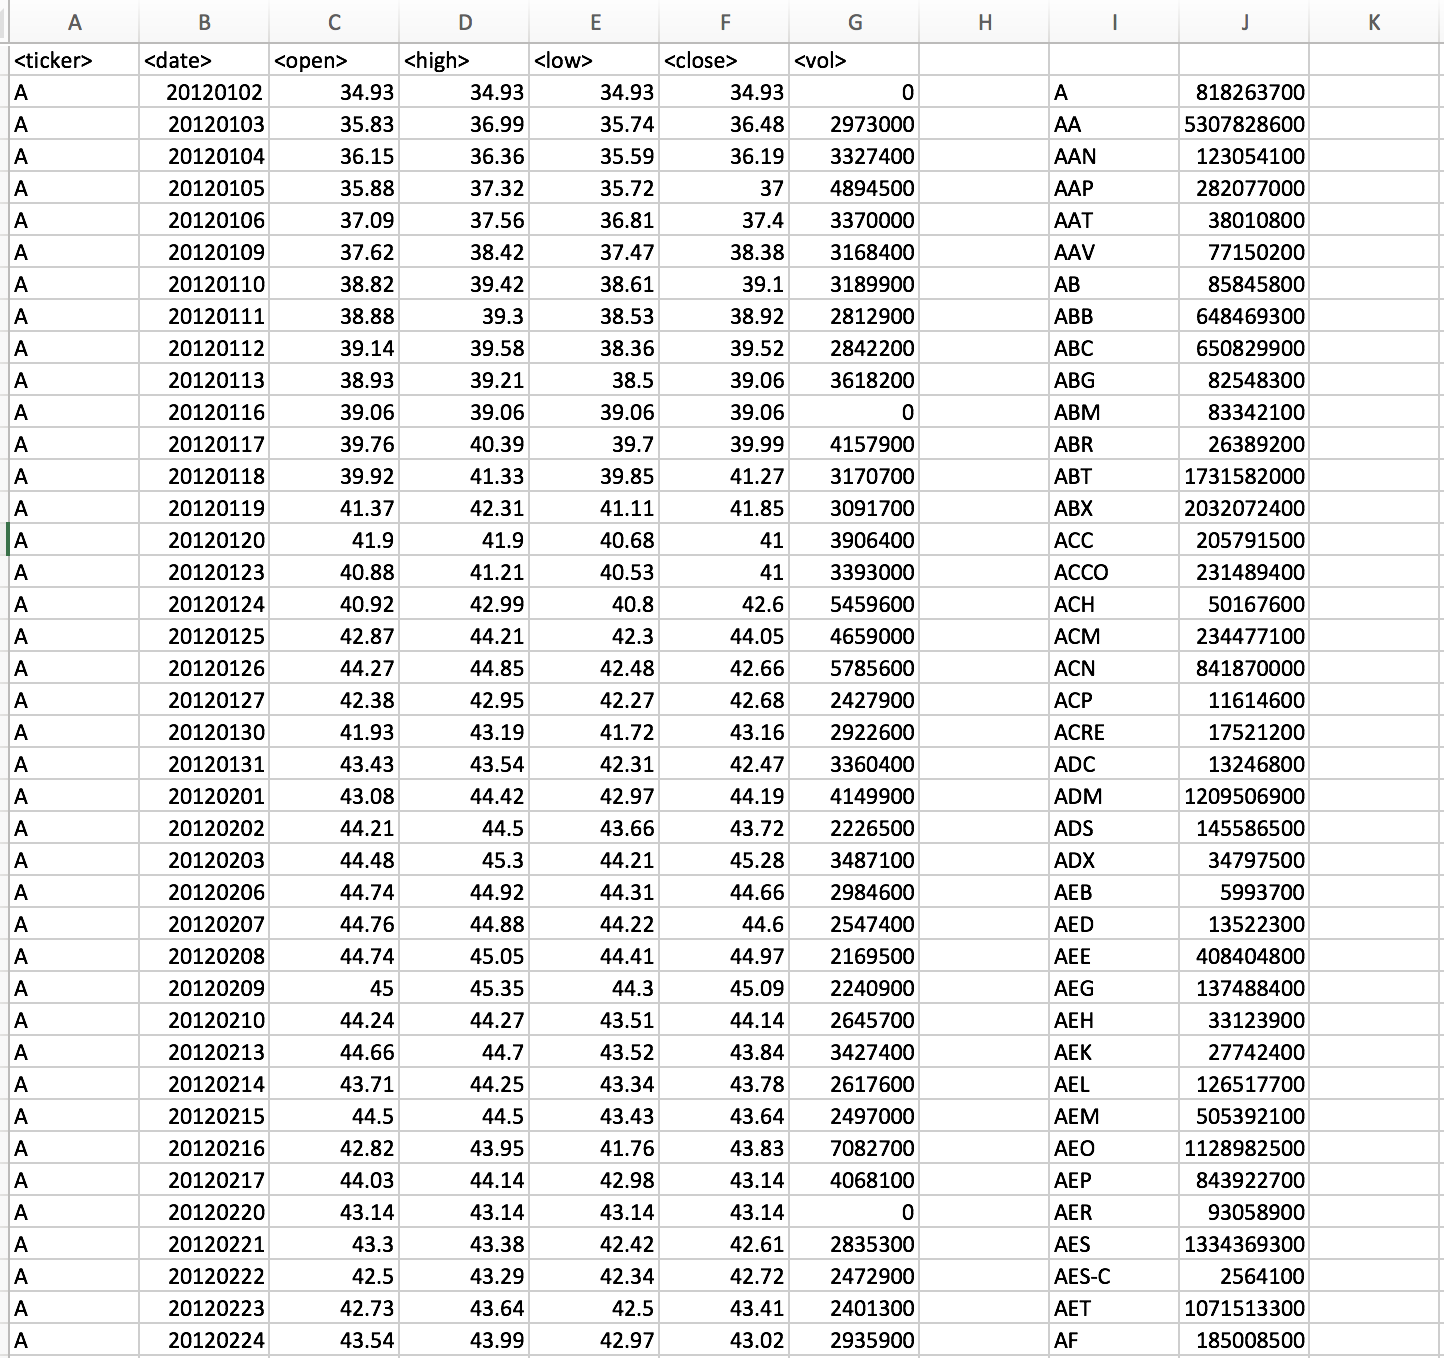 A B C D E F G H I J K
<ticker> <date> <open> <high> <low> <close> <vol>
A 20120102 34.93 34.93 34.93 34.93 0 A 818263700
A 20120103 35.83 36.99 35.74 36.48 2973000 AA 5307828600
A 20120104 36.15 36.36 35.59 36.19 3327400 AAN 123054100
A 20120105 35.88 37.32 35.72 37 4894500 AAP 282077000
A 20120106 37.09 37.56 36.81 37.4 3370000 AAT 38010800
A 20120109 37.62 38.42 37.47 38.38 3168400 AAV 77150200
A 20120110 38.82 39.42 38.61 39.1 3189900 AB 85845800
A 20120111 38.88 39.3 38.53 38.92 2812900 ABB 648469300
A 20120112 39.14 39.58 38.36 39.52 2842200 ABC 650829900
A 20120113 38.93 39.21 38.5 39.06 3618200 ABG 82548300
A 20120116 39.06 39.06 39.06 39.06 0 ABM 83342100
A 20120117 39.76 40.39 39.7 39.99 4157900 ABR 26389200
A 20120118 39.92 41.33 39.85 41.27 3170700 ABT 1731582000
A 20120119 41.37 42.31 41.11 41.85 3091700 ABX 2032072400
A 20120120 41.9 41.9 40.68 41 3906400 ACC 205791500
A 20120123 40.88 41.21 40.53 41 3393000 ACCO 231489400
A 20120124 40.92 42.99 40.8 42.6 5459600 ACH 50167600
A 20120125 42.87 44.21 42.3 44.05 4659000 ACM 234477100
A 20120126 44.27 44.85 42.48 42.66 5785600 ACN 841870000
A 20120127 42.38 42.95 42.27 42.68 2427900 ACP 11614600
A 20120130 41.93 43.19 41.72 43.16 2922600 ACRE 17521200
A 20120131 43.43 43.54 42.31 42.47 3360400 ADC 13246800
A 20120201 43.08 44.42 42.97 44.19 4149900 ADM 1209506900
A 20120202 44.21 44.5 43.66 43.72 2226500 ADS 145586500
A 20120203 44.48 45.3 44.21 45.28 3487100 ADX 34797500
A 20120206 44.74 44.92 44.31 44.66 2984600 AEB 5993700
A 20120207 44.76 44.88 44.22 44.6 2547400 AED 13522300
A 20120208 44.74 45.05 44.41 44.97 2169500 AEE 408404800
A 20120209 45 45.35 44.3 45.09 2240900 AEG 137488400
A 20120210 44.24 44.27 43.51 44.14 2645700 AEH 33123900
A 20120213 44.66 44.7 43.52 43.84 3427400 AEK 27742400
A 20120214 43.71 44.25 43.34 43.78 2617600 AEL 126517700
A 20120215 44.5 44.5 43.43 43.64 2497000 AEM 505392100
A 20120216 42.82 43.95 41.76 43.83 7082700 AEO 1128982500
A 20120217 44.03 44.14 42.98 43.14 4068100 AEP 843922700
A 20120220 43.14 43.14 43.14 43.14 0 AER 93058900
A 20120221 43.3 43.38 42.42 42.61 2835300 AES 1334369300
A 20120222 42.5 43.29 42.34 42.72 2472900 AES-C 2564100
A 20120223 42.73 43.64 42.5 43.41 2401300 AET 1071513300
A 20120224 43.54 43.99 42.97 43.02 2935900 AF 185008500